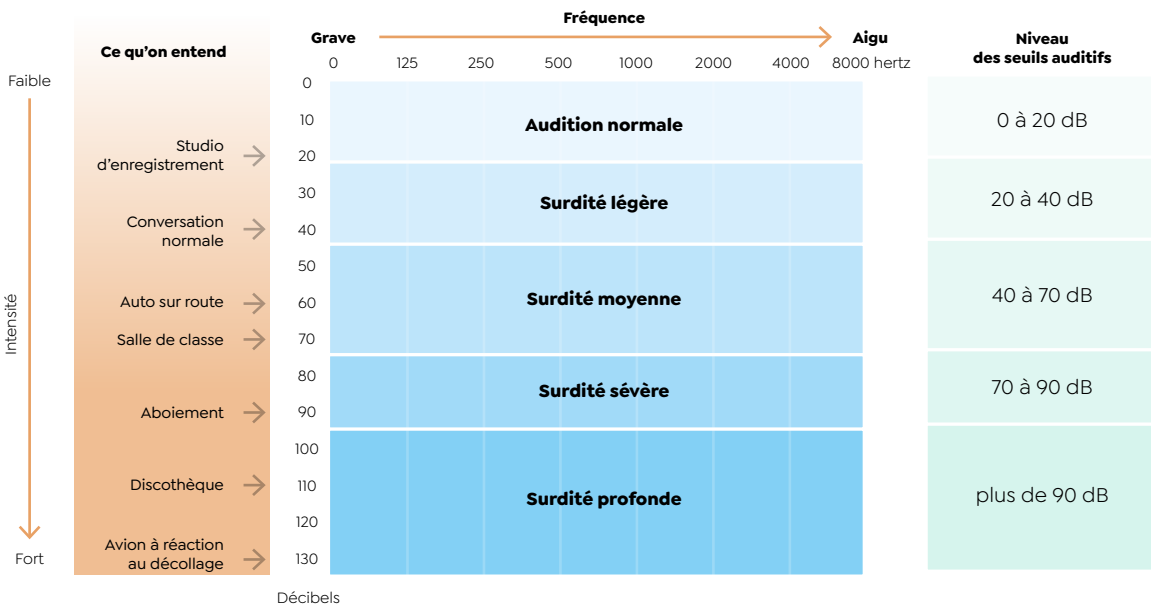 Fréquence
Ce qu'on entend
Grave
Aigu
Niveau
des seuils auditifs
0
125
250
500
1000
2000
4000
8000 hertz
Faible
Intensité
Fort
Studio
d'enregistrement
Conversation
normale
Auto sur route
Salle de classe
Aboiement
Discothèque
Avion à réaction
au décollage
0
10
20
30
40
50
60
70
80
90
100
110
120
130
Décibels
Audition normale
Surdité légère
Surdité moyenne
Surdité sévère
Surdité profonde
0 à 20 dB
20 à 40 dB
40 à 70 dB
70 à 90 dB
plus de 90 dB